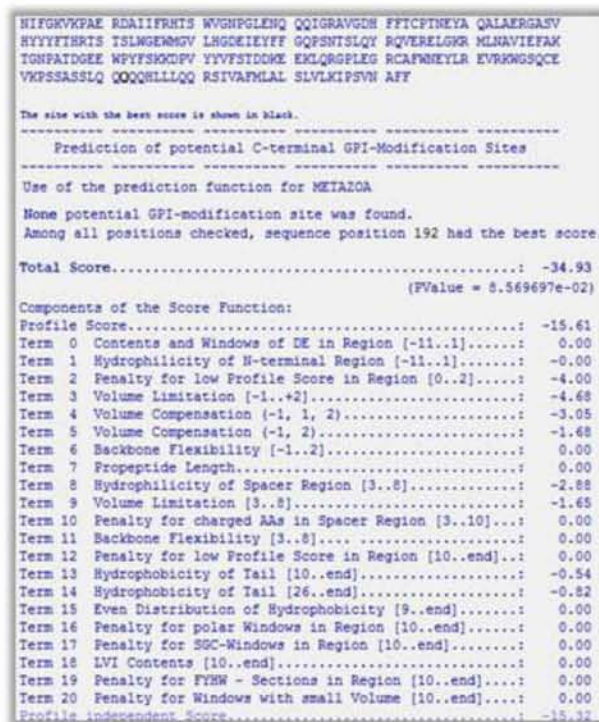 NIFGKVKPAE RDAIIFRHTS WVGNPGLENQ QQIGRAVGDH FFTCPTNEYA QALAERGASV
HYYYFTHRTS TSLWGEWMGV LHGDEIEYFF GQPSNTSLQY RQVERELGKR MLNAVIEFAK
TGNPATDGEE WPYFSKKDPV YYVFSTDDKE EKLQRGPLEG RCAFWNEYLR EVRKWGSQCE
VKPSSASSLQ QQQQHLLLQQ RSIVAFMLAL SLVLKIPSVN AFF
The site with the best score is shown in black.
---------- ---------- ---------- ---------- ---------- ----------
Prediction of potential C-terminal GPI-Modification Sites
---------- ---------- ---------- ---------- ---------- ----------
Use of the prediction function for METAZOA
None potential GPI-modification site was found.
Among all positions checked, sequence position 192 had the best score.
Total Score...............................................: -34.93
(PValue = 8.569697e-02)
Components of the Score Function:
Profile Score.............................................: -15.61
Term 0 Contents and Windows of DE in Region [-11..1]......: 0.00
Term 1 Hydrophilicity of N-terminal Region [-11..1].......: -0.00
Term 2 Penalty for low Profile Score in Region [0..2].....: -4.00
Term 3 Volume Limitation [-1..+2].........................: -4.68
Term 4 Volume Compensation (-1, 1, 2).....................: -3.05
Term 5 Volume Compensation (-1, 2)........................: -1.68
Term 6 Backbone Flexibility [-1..2].......................: 0.00
Term 7 Propeptide Length..................................: 0.00
Term 8 Hydrophilicity of Spacer Region [3..8].............: -2.88
Term 9 Volume Limitation [3..8]...........................: -1.65
Term 10 Penalty for charged AAs in Spacer Region [3..10]...: 0.00
Term 11 Backbone Flexibility [3..8].... ...................: 0.00
Term 12 Penalty for low Profile Score in Region [10..end]..: 0.00
Term 13 Hydrophobicity of Tail [10..end]...................: -0.54
Term 14 Hydrophobicity of Tail [26..end]...................: -0.82
Term 15 Even Distribution of Hydrophobicity [9..end].......: 0.00
Term 16 Penalty for polar Windows in Region [10..end]......: 0.00
Term 17 Penalty for SGC-Windows in Region [10..end]........: 0.00
Term 18 LVI Contents [10..end].............................: 0.00
Term 19 Penalty for FYHW - Sections in Region [10..end]....: 0.00
Term 20 Penalty for Windows with small Volume [10..end]....: 0.00
Profile independent Score..................................: -15.32